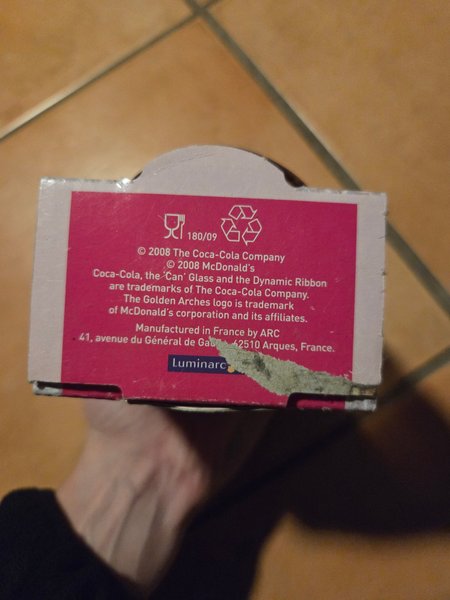 180/09
© 2008 The Coca-Cola Company
© 2008 McDonald's
Coca-Cola, the 'Can' Glass and the Dynamic Ribbon
are trademarks of The Coca-Cola Company.
The Golden Arches logo is trademark
of McDonald's corporation and its affiliates.
Manufactured in France by ARC
41, avenue du Général de 62510 Arques, France.
Luminarc